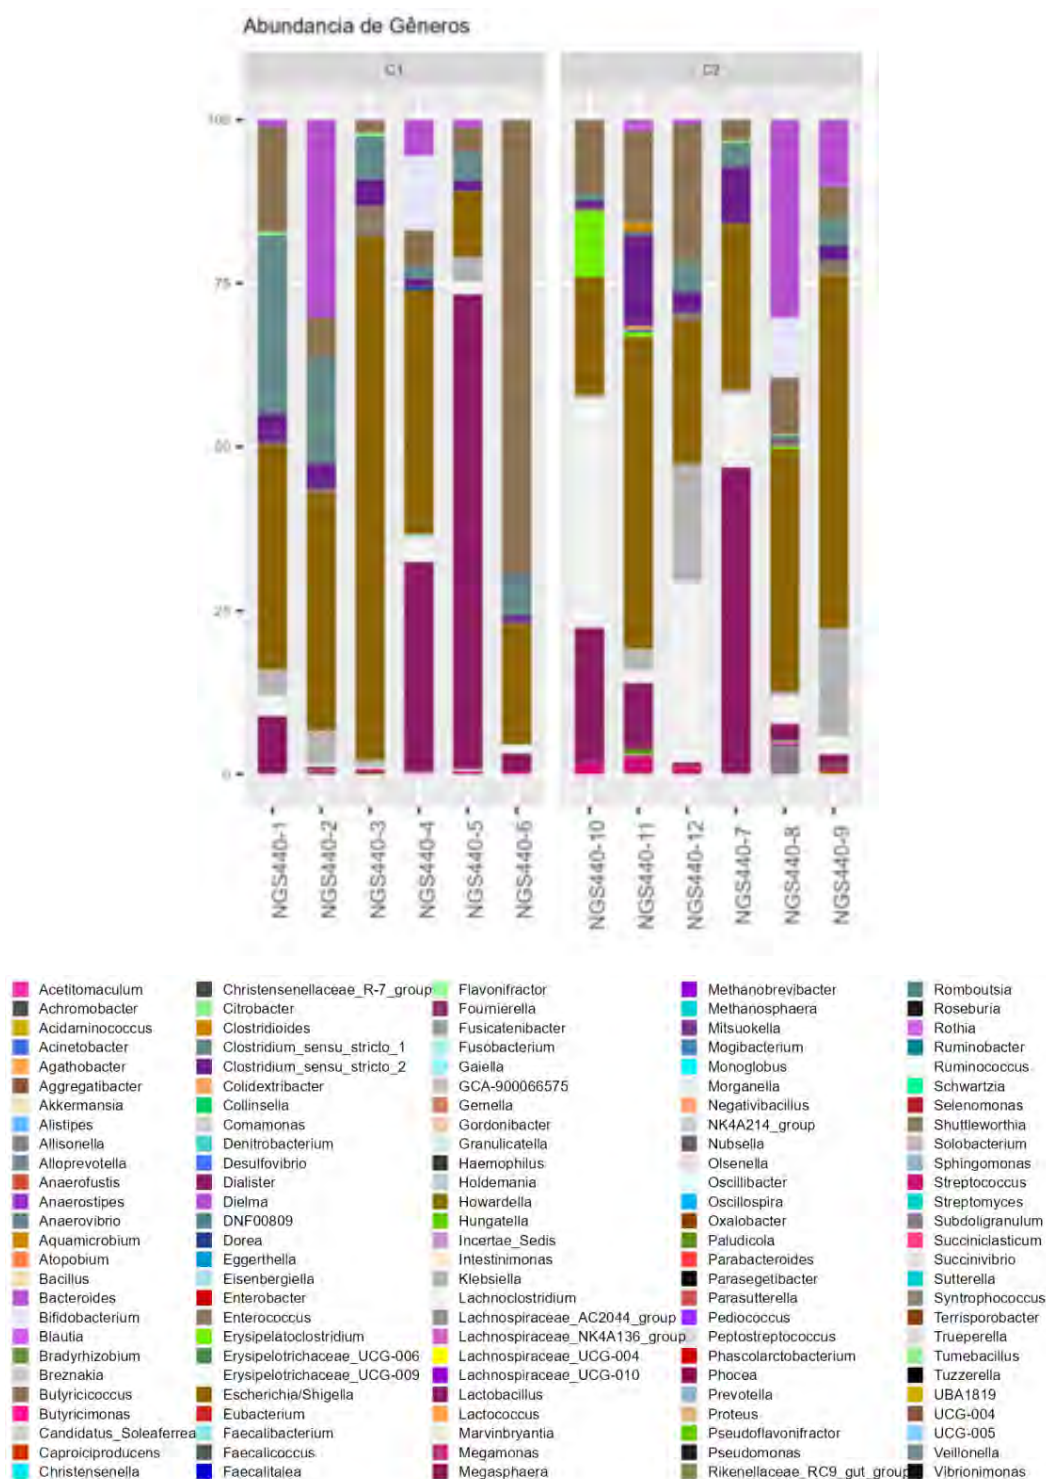 Abundancia de Gêneros
C1 C2
100
75
50
25
0
NGS440-1 NGS440-2 NGS440-3 NGS440-4 NGS440-5 NGS440-6 NGS440-10 NGS440-11 NGS440-12 NGS440-7 NGS440-8 NGS440-9
Acetitomaculum Christensenellaceae_R-7_group Flavonifractor Methanobrevibacter Romboutsia
Achromobacter Citrobacter Fournierella Methanosphaera Roseburia
Acidaminococcus Clostridioides Fusicatenibacter Mitsuokella Rothia
Acinetobacter Clostridium_sensu_stricto_1 Fusobacterium Mogibacterium Ruminobacter
Agathobacter Clostridium_sensu_stricto_2 Gaiella Monoglobus Ruminococcus
Aggregatibacter Colidextribacter GCA-900066575 Morganella Schwartzia
Akkermansia Collinsella Gemella Negativibacillus Selenomonas
Alistipes Comamonas Gordonibacter NK4A214_group Shuttleworthia
Allisonella Denitrobacterium Granulicatella Nubsella Solobacterium
Alloprevotella Desulfovibrio Haemophilus Olsenella Sphingomonas
Anaerofustis Dialister Holdemania Oscillibacter Streptococcus
Anaerostipes Dielma Howardella Oscillospira Streptomyces
Anaerovibrio DNF00809 Hungatella Oxalobacter Subdoligranulum
Aquamicrobium Dorea Incertae_Sedis Paludicola Succiniclasticum
Atopobium Eggerthella Intestinimonas Parabacteroides Succinivibrio
Bacillus Eisenbergiella Klebsiella Parasegetibacter Sutterella
Bacteroides Enterobacter Lachnoclostridium Parasutterella Syntrophococcus
Bifidobacterium Enterococcus Lachnospiraceae_AC2044_group Pediococcus Terrisporobacter
Blautia Erysipelatoclostridium Lachnospiraceae_NK4A136_group Peptostreptococcus Trueperella
Bradyrhizobium Erysipelotrichaceae_UCG-006 Lachnospiraceae_UCG-004 Phascolarctobacterium Tumebacillus
Breznakia Erysipelotrichaceae_UCG-009 Lachnospiraceae_UCG-010 Phocea Tuzzerella
Butyricicoccus Escherichia/Shigella Lactobacillus Prevotella UBA1819
Butyricimonas Eubacterium Lactococcus Proteus UCG-004
Candidatus_Soleaferrea Faecalibacterium Marvinbryantia Pseudoflavonifractor UCG-005
Caproiciproducens Faecalicoccus Megamonas Pseudomonas Veillonella
Christensenella Faecalitalea Megasphaera Rikenellaceae_RC9_gut_group Vibrionimonas